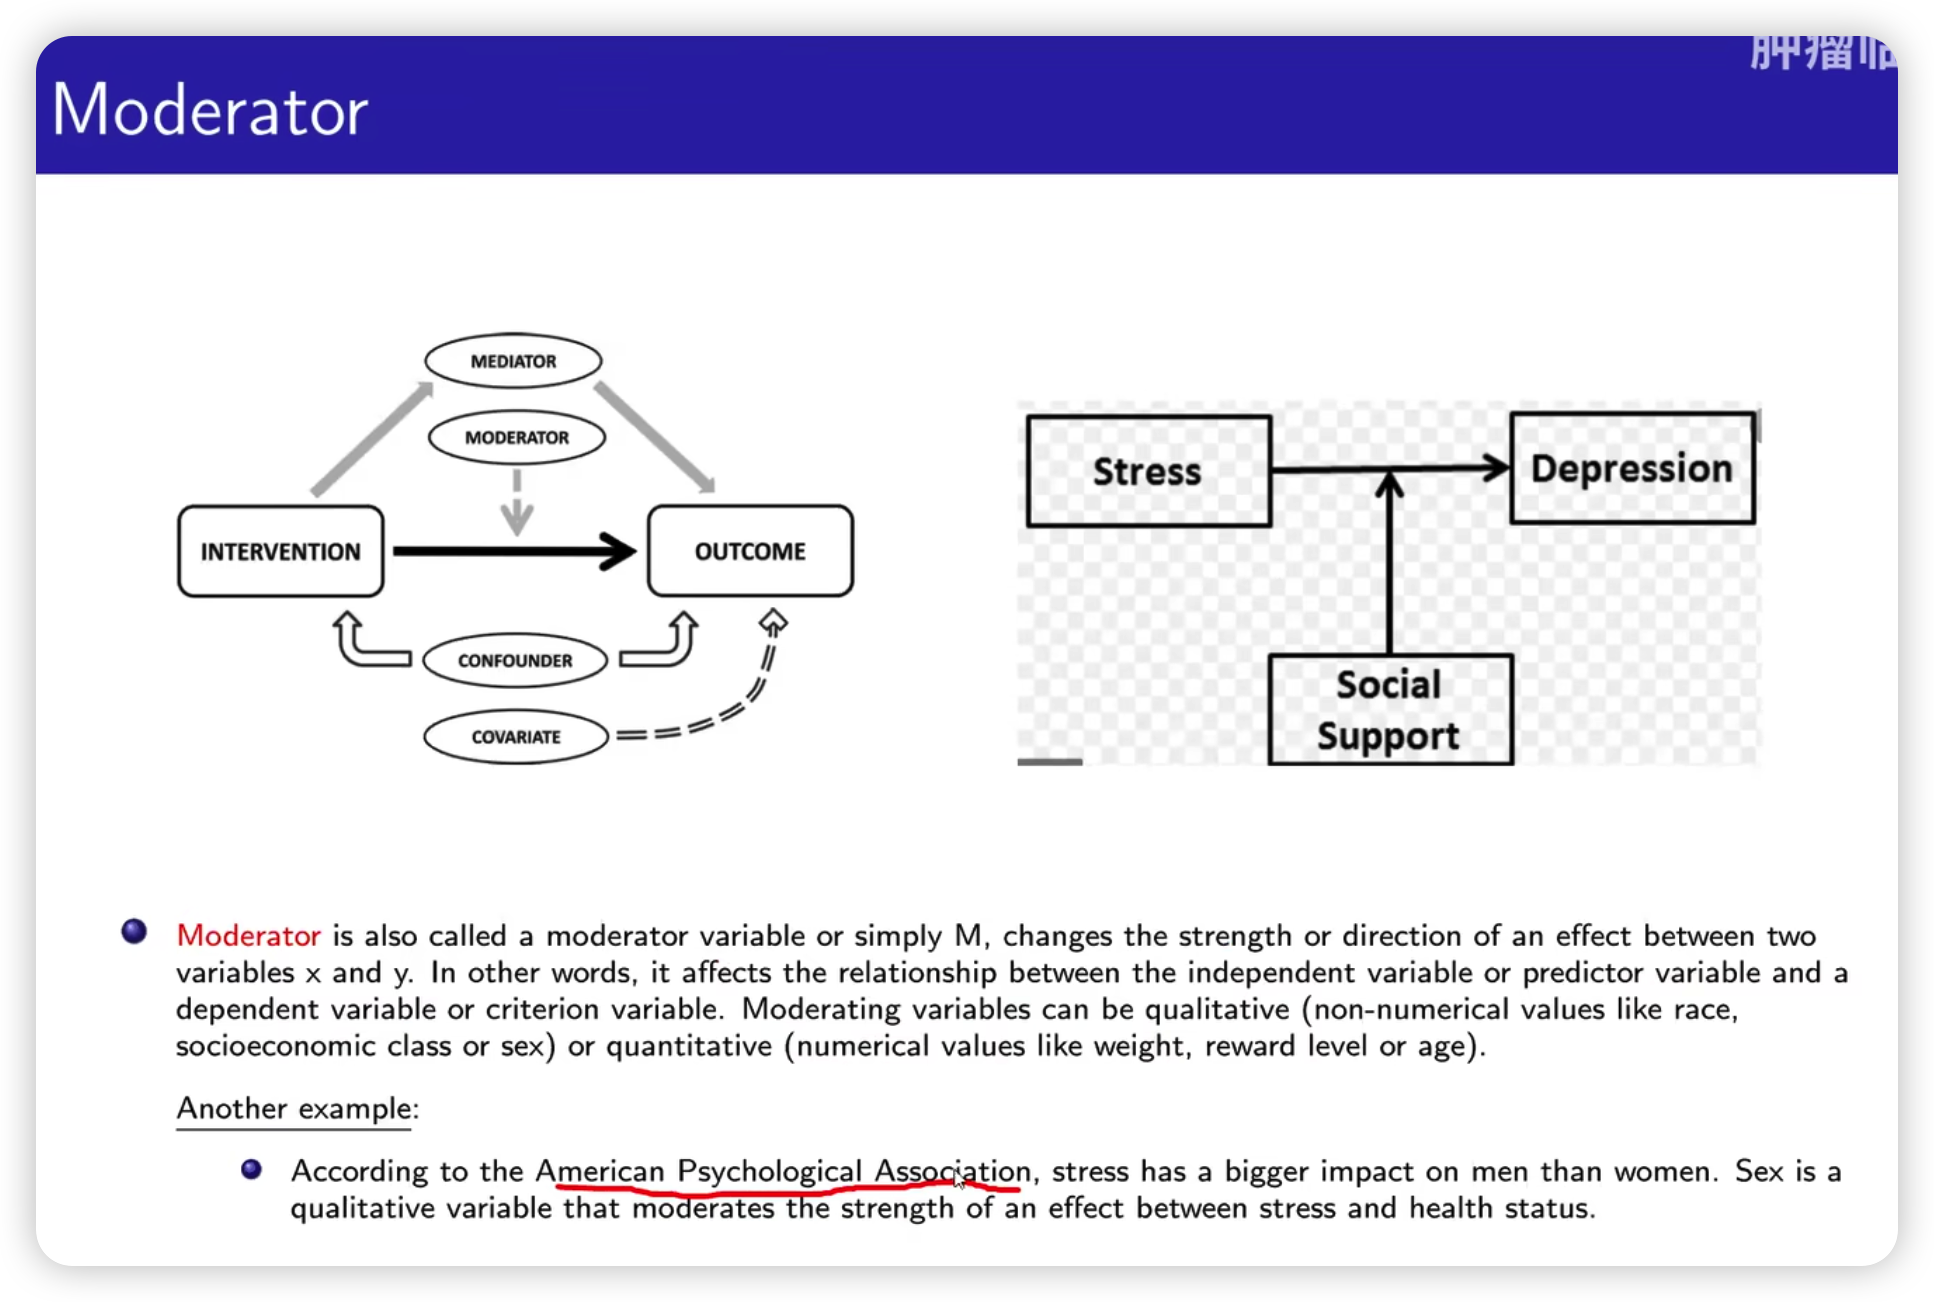 肿瘤临
Moderator
MEDIATOR
MODERATOR
INTERVENTION
OUTCOME
CONFOUNDER
COVARIATE
Stress
Depression
Social
Support
Moderator is also called a moderator variable or simply M, changes the strength or direction of an effect between two
variables x and y. In other words, it affects the relationship between the independent variable or predictor variable and a
dependent variable or criterion variable. Moderating variables can be qualitative (non-numerical values like race,
socioeconomic class or sex) or quantitative (numerical values like weight, reward level or age).
Another example:
According to the American Psychological Association, stress has a bigger impact on men than women. Sex is a
qualitative variable that moderates the strength of an effect between stress and health status.